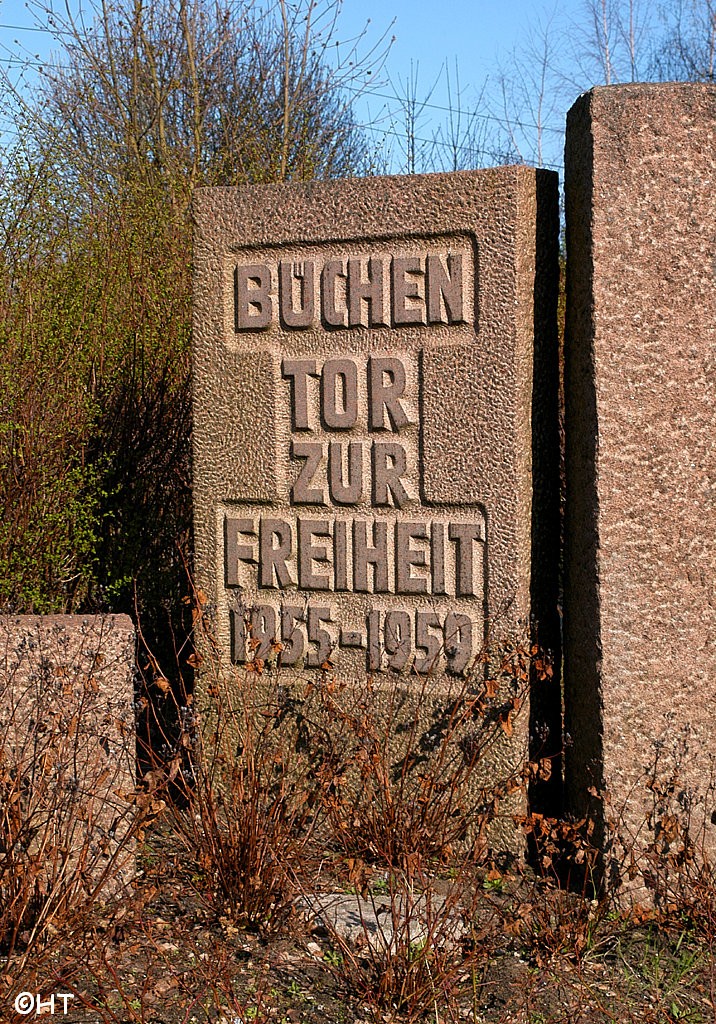 BÜCHEN
TOR
ZUR
FREIHEIT
1955-1959
©HT